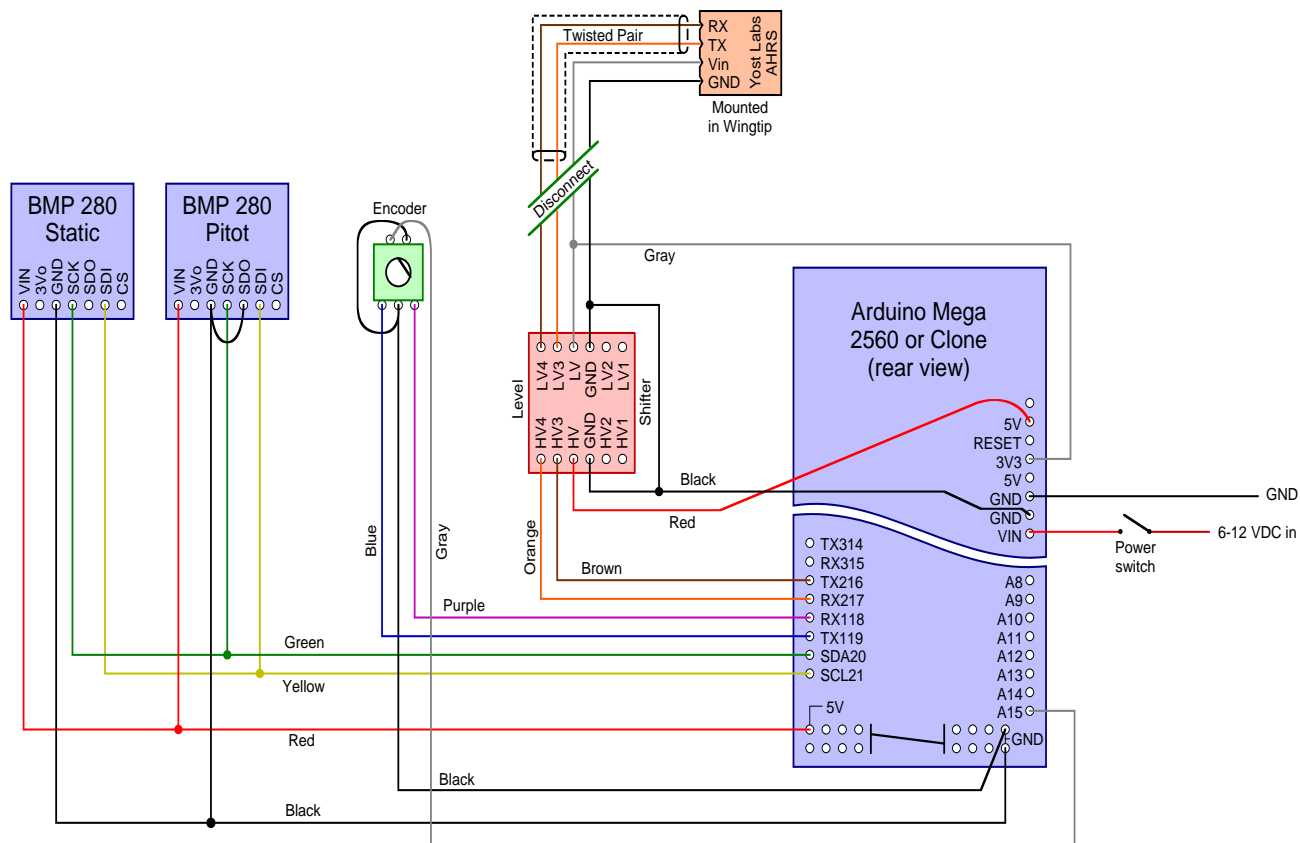 RX
TX
Vin
GND
Yost Labs
AHRS
Twisted Pair
Mounted
in Wingtip
Disconnect
BMP 280
Static
VIN
3Vo
GND
SCK
SDO
SDI
CS
BMP 280
Pitot
VIN
3Vo
GND
SCK
SDO
SDI
CS
Encoder
Gray
Level
LV4
LV3
LV
GND
LV2
LV1
HV4
HV3
HV
GND
HV2
HV1
Shifter
Arduino Mega
2560 or Clone
(rear view)
5V
RESET
3V3
5V
GND
GND
VIN
GND
6-12 VDC in
Power
switch
Black
Red
Blue
Gray
Orange
Brown
Purple
Green
Yellow
Red
Black
Black
TX314
RX315
TX216
RX217
RX118
TX119
SDA20
SCL21
5V
A8
A9
A10
A11
A12
A13
A14
A15
GND